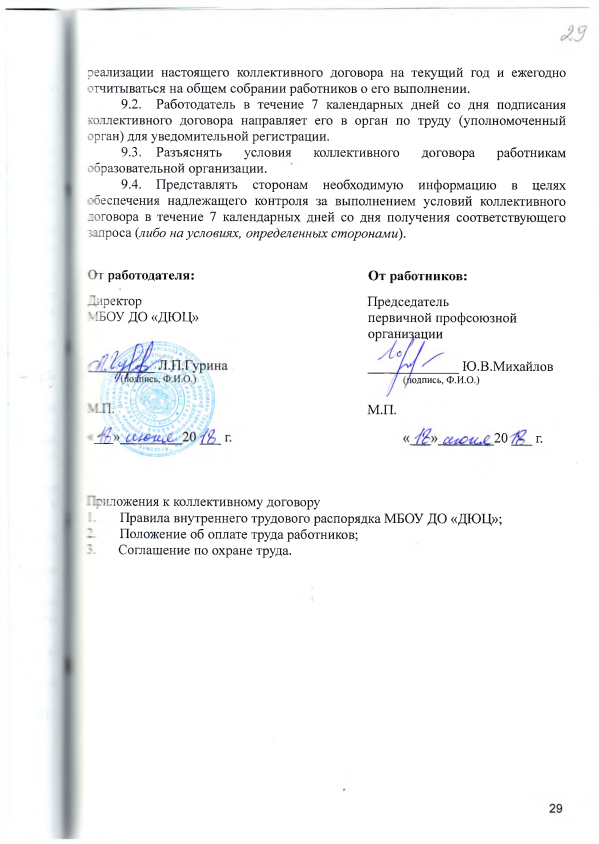 29
реализации настоящего коллективного договора на текущий год и ежегодно
отчитываться на общем собрании работников о его выполнении.
9.2. Работодатель в течение 7 календарных дней со дня подписания
коллективного договора направляет его в орган по труду (уполномоченный
орган) для уведомительной регистрации.
9.3. Разъяснять условия коллективного договора работникам
образовательной организации.
9.4. Представлять сторонам необходимую информацию в целях
обеспечения надлежащего контроля за выполнением условий коллективного
договора в течение 7 календарных дней со дня получения соответствующего
запроса (либо на условиях, определенных сторонами).
От работодателя:
Директор
МБОУ ДО «ДЮЦ»
Л.П.Гурина
(подпись, Ф.И.О.)
М.П.
«18» июля 2018 г.
От работников:
Председатель
первичной профсоюзной
организации
Ю.В.Михайлов
(подпись, Ф.И.О.)
М.П.
«18» июля 2018 г.
Приложения к коллективному договору
1. Правила внутреннего трудового распорядка МБОУ ДО «ДЮЦ»;
2. Положение об оплате труда работников;
3. Соглашение по охране труда.
29